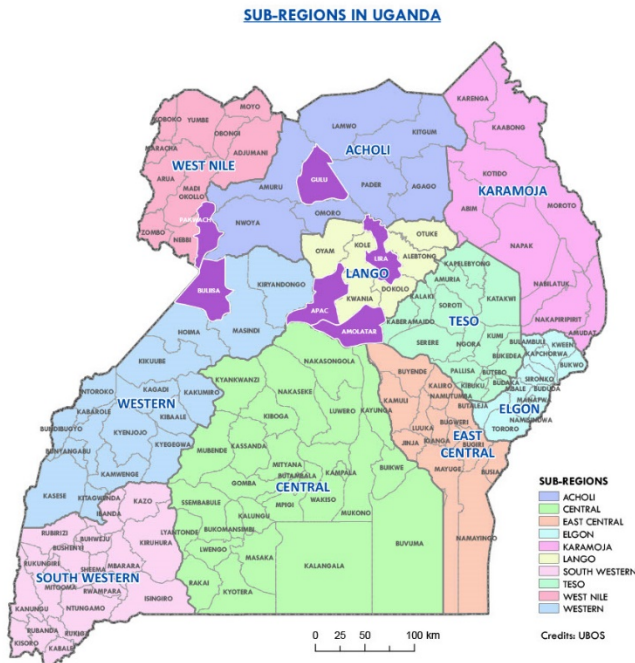 SUB-REGIONS IN UGANDA
KARENGA
KAABONG
MOYO
KOBOKO
YUMBE
OBONGI
LAMWO
KITGUM
MARACHA
ADJUMANI
WEST NILE
ACHOLI
ARUA
MADI
OKOLLO
GULU
AMURU
PADER
AGAGO
KOTIDO
KARAMOJA
ABIM
MOROTO
PAKWACH
ZOMBO
NEBBI
NWOYA
OMORO
NAPAK
OTUKE
OYAM
KOLE
LIRA
ALEBTONG
LANGO
KAPELEBYONG
AMURIA
NABILATUK
BULIISA
KIRYANDONGO
DOKOLO
KWANIA
KALAKI
KATAKWI
SOROTI
NAKAPIRIPIRIT
APAC
AMOLATAR
KABERAMAIDO
TESO
AMUDAT
HOIMA
MASINDI
SERERE
NGORA
KUMI
BUKEDEA
BULAMBULE
KWEEN
KAPCHORWA
BUKWO
KIKUUBE
NAKASONGOLA
PALLISA
BUTEBO
SIRONKO
BUYENDE
KIBUKU
BUDAKA
MBALE
BUDUDA
NTOROKO
KAGADI
KAKUMIRO
KYANKWANZI
NAKASEKE
KALIRO
NAMUTUMBA
BUTALEJA
ELGON
WESTERN
KIBAALE
KABAROLE
KIBOGA
LUWERO
KAYUNGA
KAMULI
TORORO
KYENJOJO
BUGWERI
BUNYANGABU
KYEGEGWA
MUBENDE
KASSANDA
LUUKA
JINJA
IGANGA
BUGIRI
EAST
CENTRAL
KAMWENGE
MITYANA
BUTAMBALA
KAMPALA
BUIKWE
MAYUGE
BUSIA
KASESE
KITAGWENDA
GOMBA
CENTRAL
WAKISO
MPIGI
MUKONO
KAZO
IBANDA
SSEMBABULE
KALUNGU
BUKOMANSIMBI
RUBIRIZI
BUHWEJU
KIRUHURA
BUSHENYI
SHEEMA
MBARARA
LYANTONDE
LWENGO
MASAKA
KALANGALA
BUVUMA
NAMAYINGO
RUKUNGIRI
SOUTH WESTERN
MITOOMA
RWAMPARA
ISINGIRO
RAKAI
KYOTERA
KANUNGU
NTUNGAMO
RUBANDA
RUKIGA
KISORO
KABALE
SUB-REGIONS
ACHOLI
CENTRAL
EAST CENTRAL
ELGON
KARAMOJA
LANGO
SOUTH WESTERN
TESO
WEST NILE
WESTERN
Credits: UBOS
0 25 50 100 km